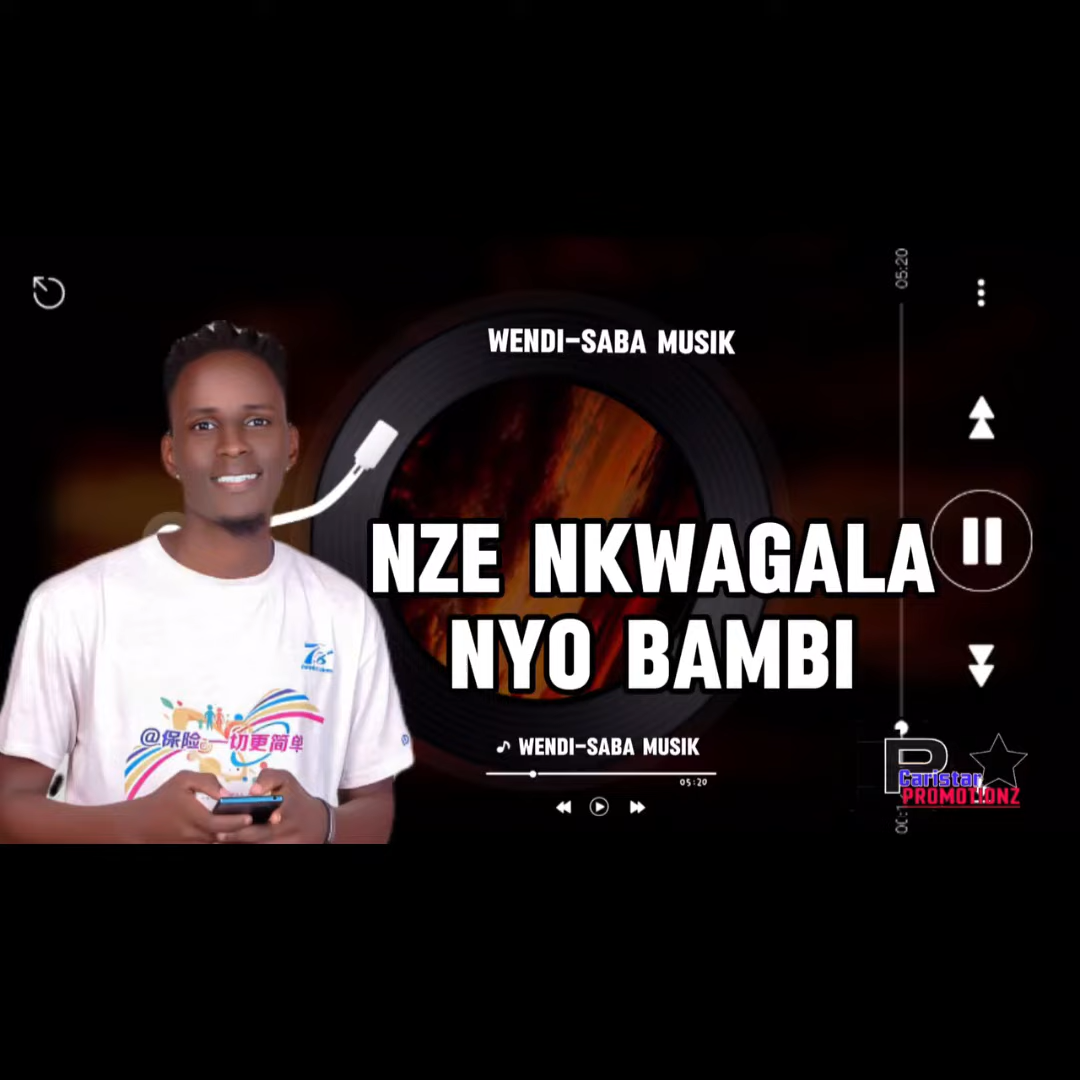 05:20
WENDI-SABA MUSIK
NZE NKWAGALA
NYO BAMBI
@保险 一切更简单
WENDI-SABA MUSIK
05:20
P
Caristar
PROMOTIONZ